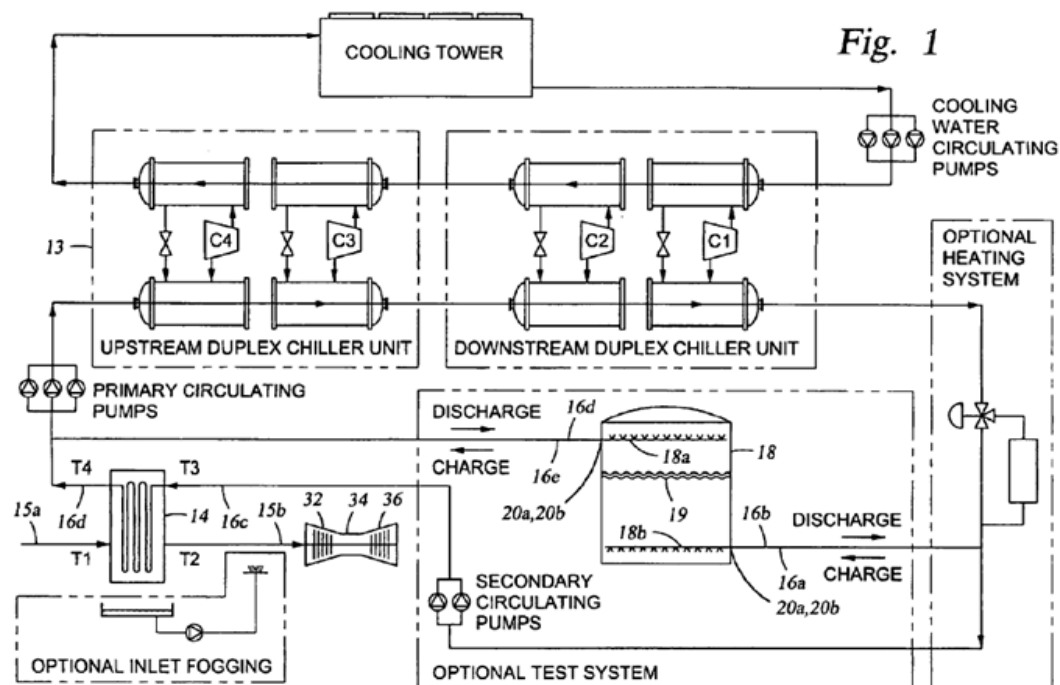 Fig. 1
COOLING TOWER
COOLING
WATER
CIRCULATING
PUMPS
13
C4
C3
C2
C1
OPTIONAL
HEATING
SYSTEM
UPSTREAM DUPLEX CHILLER UNIT
DOWNSTREAM DUPLEX CHILLER UNIT
PRIMARY CIRCULATING
PUMPS
DISCHARGE
16d
CHARGE
16e
18a
18
20a,20b
19
18b
16b
DISCHARGE
16a
CHARGE
20a,20b
T4
T3
15a
16d
14
16c
15b
32
34
36
T1
T2
SECONDARY
CIRCULATING
PUMPS
OPTIONAL INLET FOGGING
OPTIONAL TEST SYSTEM